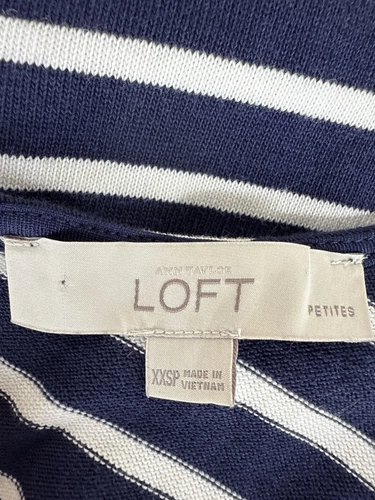 ANN TAYLOR
LOFT
PETITES
XXSP MADE IN
VIETNAM